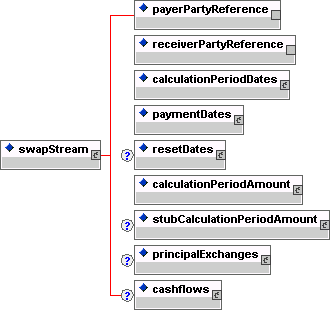 payerPartyReference
receiverPartyReference
calculationPeriodDates
paymentDates
swapStream
? resetDates
calculationPeriodAmount
? stubCalculationPeriodAmount
? principalExchanges
? cashflows